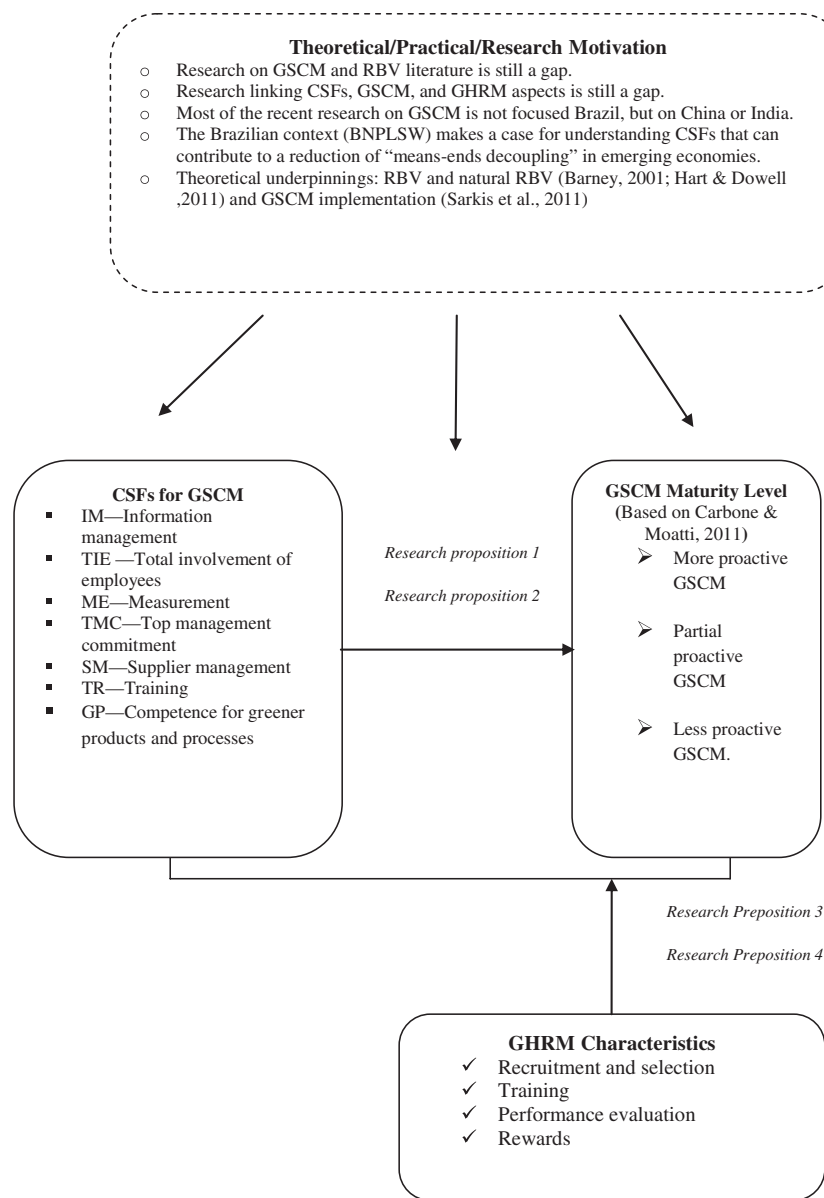 Theoretical/Practical/Research Motivation
o Research on GSCM and RBV literature is still a gap.
o Research linking CSFs, GSCM, and GHRM aspects is still a gap.
o Most of the recent research on GSCM is not focused Brazil, but on China or India.
o The Brazilian context (BNPLSW) makes a case for understanding CSFs that can
contribute to a reduction of “means-ends decoupling” in emerging economies.
o Theoretical underpinnings: RBV and natural RBV (Barney, 2001; Hart & Dowell
,2011) and GSCM implementation (Sarkis et al., 2011)
CSFs for GSCM
▪ IM—Information
management
▪ TIE —Total involvement of
employees
▪ ME—Measurement
▪ TMC—Top management
commitment
▪ SM—Supplier management
▪ TR—Training
▪ GP—Competence for greener
products and processes
Research proposition 1
Research proposition 2
GSCM Maturity Level
(Based on Carbone &
Moatti, 2011)
➢ More proactive
GSCM
➢ Partial
proactive
GSCM
➢ Less proactive
GSCM.
Research Preposition 3
Research Preposition 4
GHRM Characteristics
✓ Recruitment and selection
✓ Training
✓ Performance evaluation
✓ Rewards